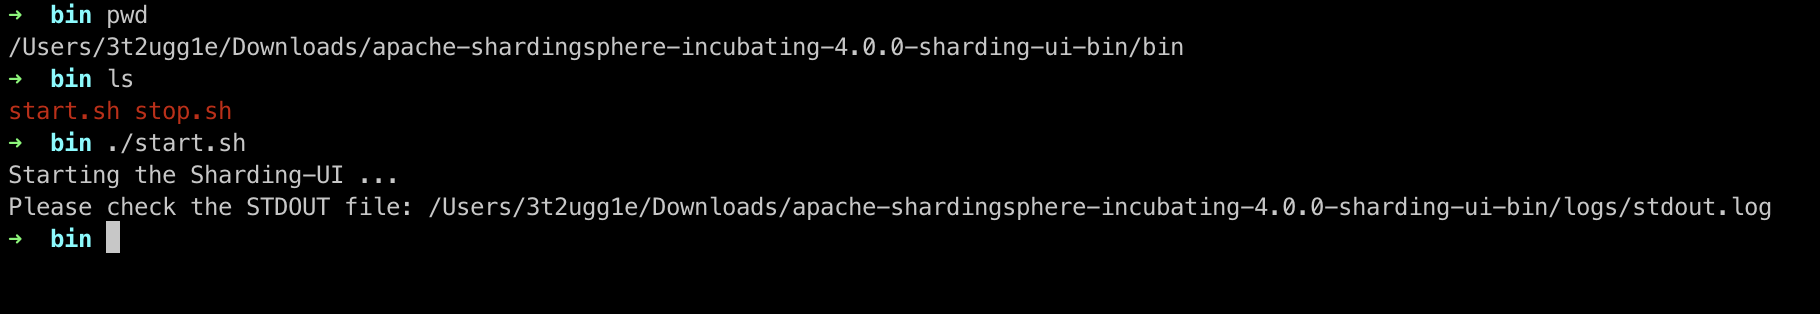 ➜  bin pwd
/Users/3t2ugg1e/Downloads/apache-shardingsphere-incubating-4.0.0-sharding-ui-bin/bin
➜  bin ls
start.sh stop.sh
➜  bin ./start.sh
Starting the Sharding-UI ...
Please check the STDOUT file: /Users/3t2ugg1e/Downloads/apache-shardingsphere-incubating-4.0.0-sharding-ui-bin/logs/stdout.log
➜  bin